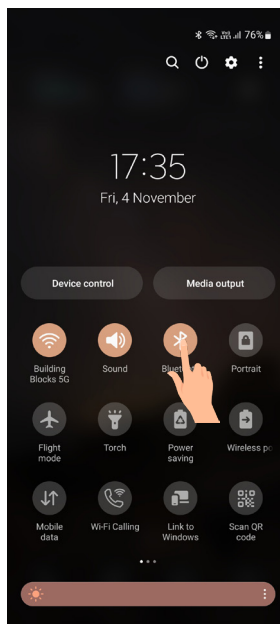 76%
17:35
Fri, 4 November
Device control Media output
Building Blocks 5G Sound Portrait
Flight mode Torch Power saving Wireless
Mobile data Wi-Fi Calling Link to Windows Scan QR code